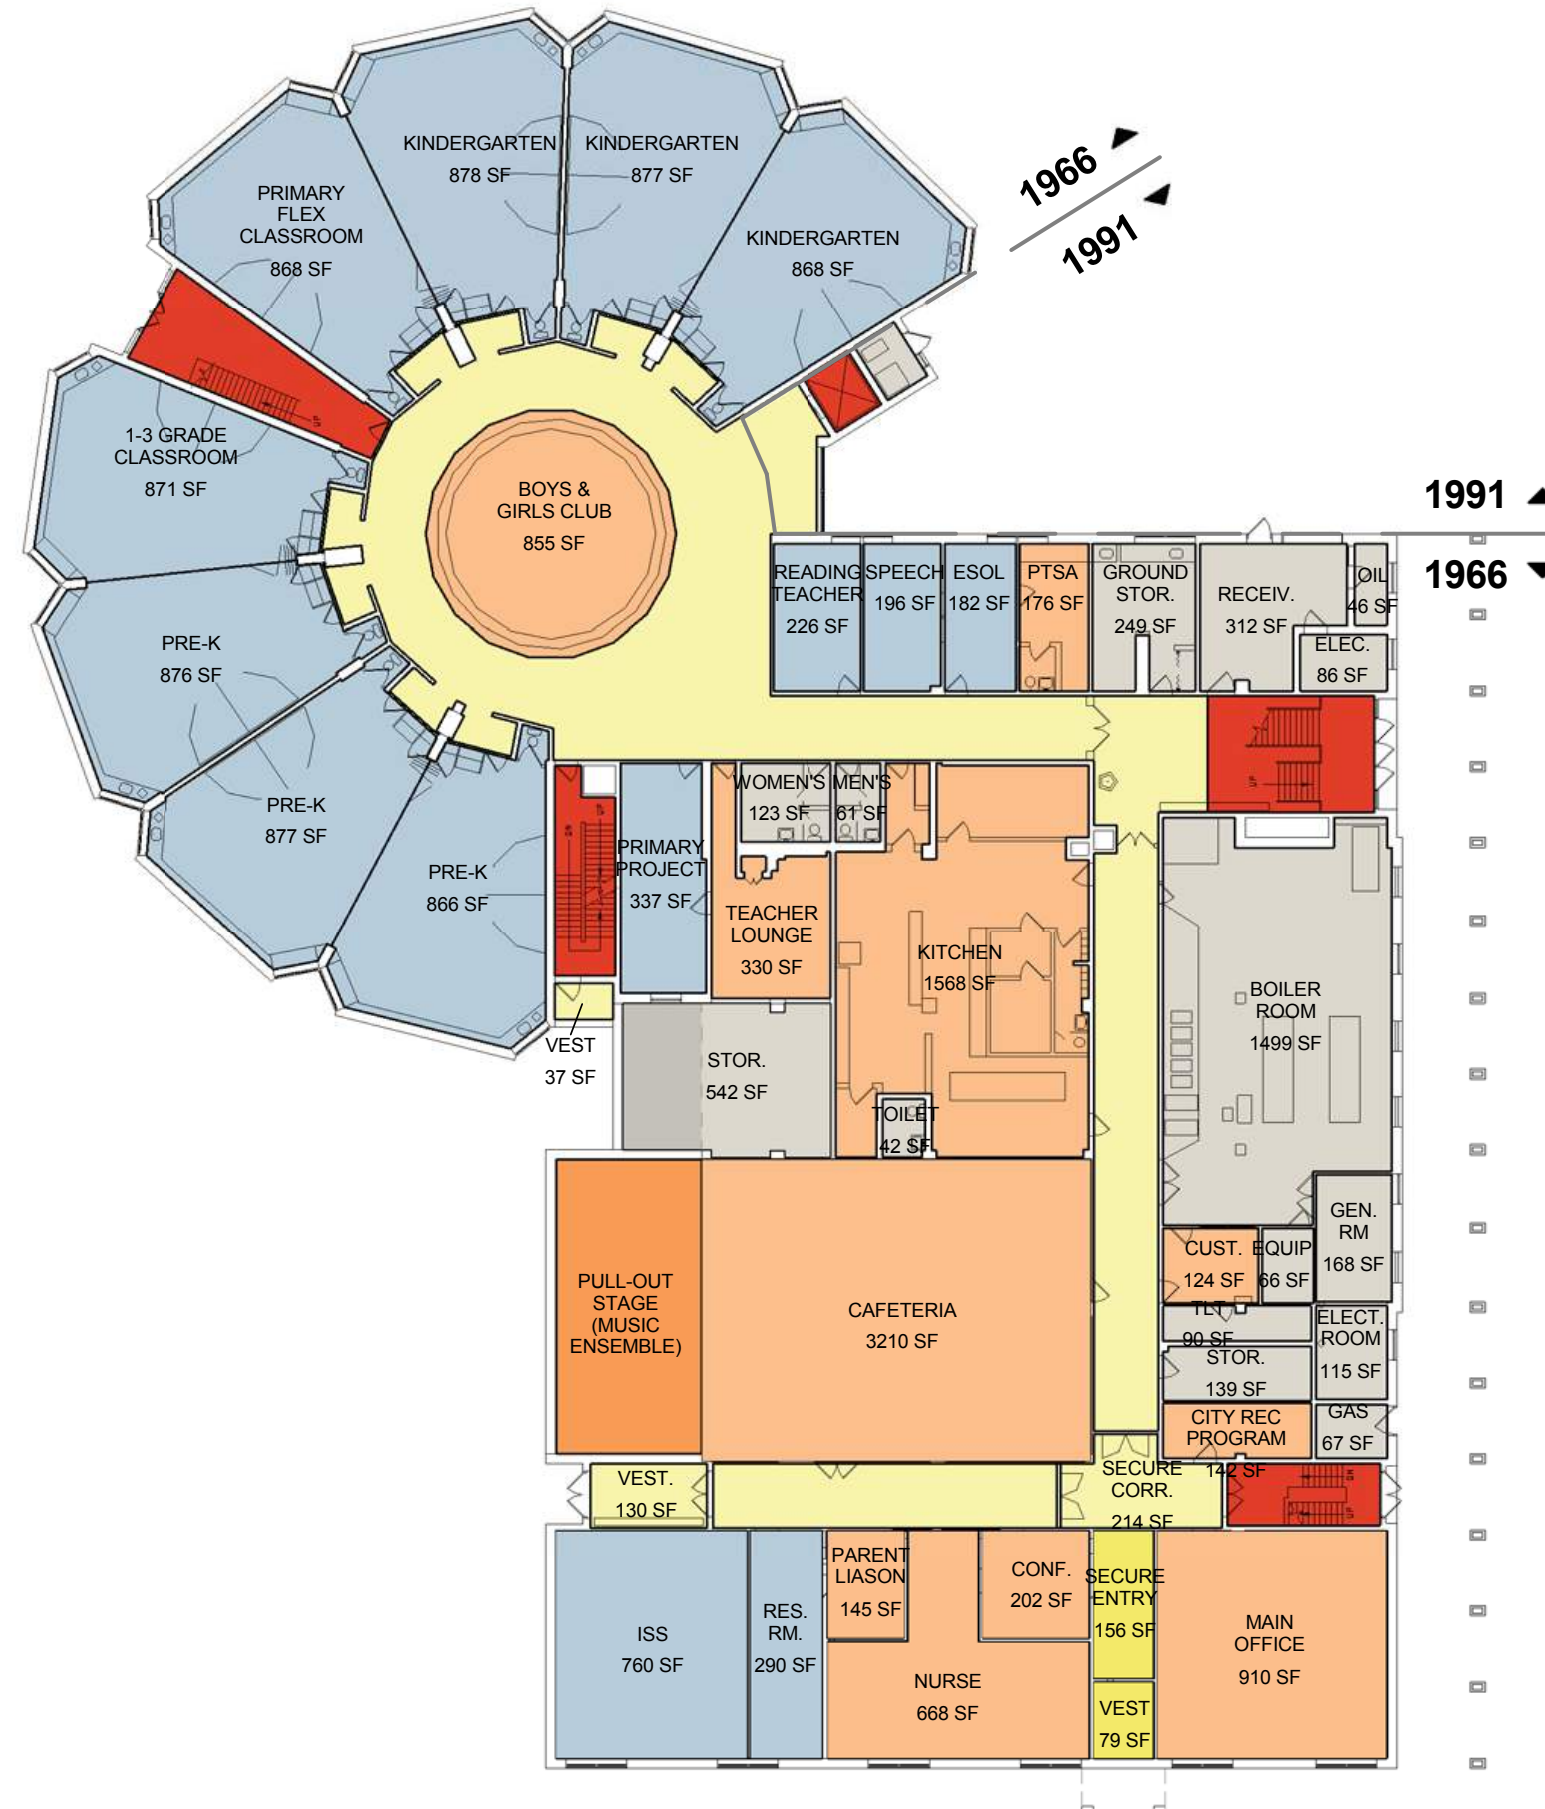 KINDERGARTEN
878 SF
KINDERGARTEN
877 SF
1966
1991
PRIMARY
FLEX
CLASSROOM
868 SF
KINDERGARTEN
868 SF
UP
1-3 GRADE
CLASSROOM
871 SF
BOYS &
GIRLS CLUB
855 SF
1991
1966
READING
TEACHER
226 SF
SPEECH
196 SF
ESOL
182 SF
PTSA
176 SF
GROUND
STOR.
249 SF
RECEIV.
312 SF
OIL
46 SF
ELEC.
86 SF
PRE-K
876 SF
UP
PRE-K
877 SF
PRE-K
866 SF
DN
UP
PRIMARY
PROJECT
337 SF
WOMEN'S
123 SF
MEN'S
61 SF
TEACHER
LOUNGE
330 SF
KITCHEN
1568 SF
BOILER
ROOM
1499 SF
VEST
37 SF
STOR.
542 SF
TOILET
42 SF
PULL-OUT
STAGE
(MUSIC
ENSEMBLE)
CAFETERIA
3210 SF
GEN.
RM
168 SF
CUST.
124 SF
EQUIP
66 SF
TLT
90 SF
ELECT.
ROOM
115 SF
STOR.
139 SF
CITY REC
PROGRAM
142 SF
GAS
67 SF
VEST.
130 SF
SECURE
CORR.
214 SF
DN
UP
ISS
760 SF
RES.
RM.
290 SF
PARENT
LIASON
145 SF
CONF.
202 SF
SECURE
ENTRY
156 SF
MAIN
OFFICE
910 SF
NURSE
668 SF
VEST
79 SF